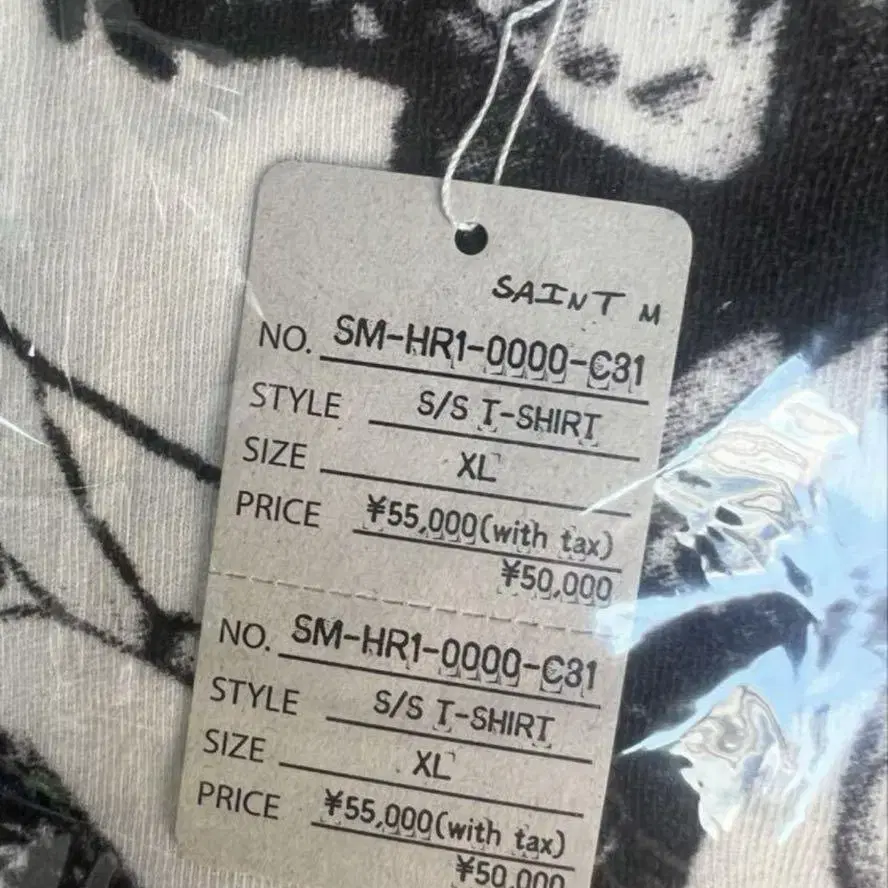 SAINT M
NO. SM-HR1-0000-C31
STYLE S/S T-SHIRT
SIZE XL
PRICE ¥55,000(with tax)
¥50,000
NO. SM-HR1-0000-C31
STYLE S/S T-SHIRT
SIZE XL
PRICE ¥55,000(with tax)
¥50,000